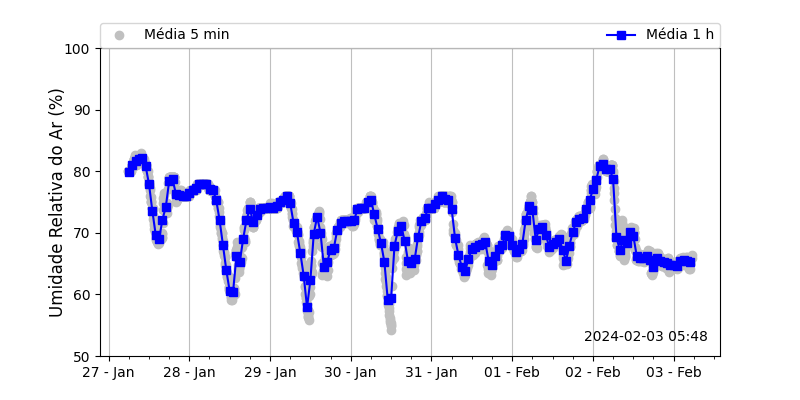 Média 5 min
Média 1 h
Umidade Relativa do Ar (%)
100
90
80
70
60
50
2024-02-03 05:48
27 - Jan
28 - Jan
29 - Jan
30 - Jan
31 - Jan
01 - Feb
02 - Feb
03 - Feb